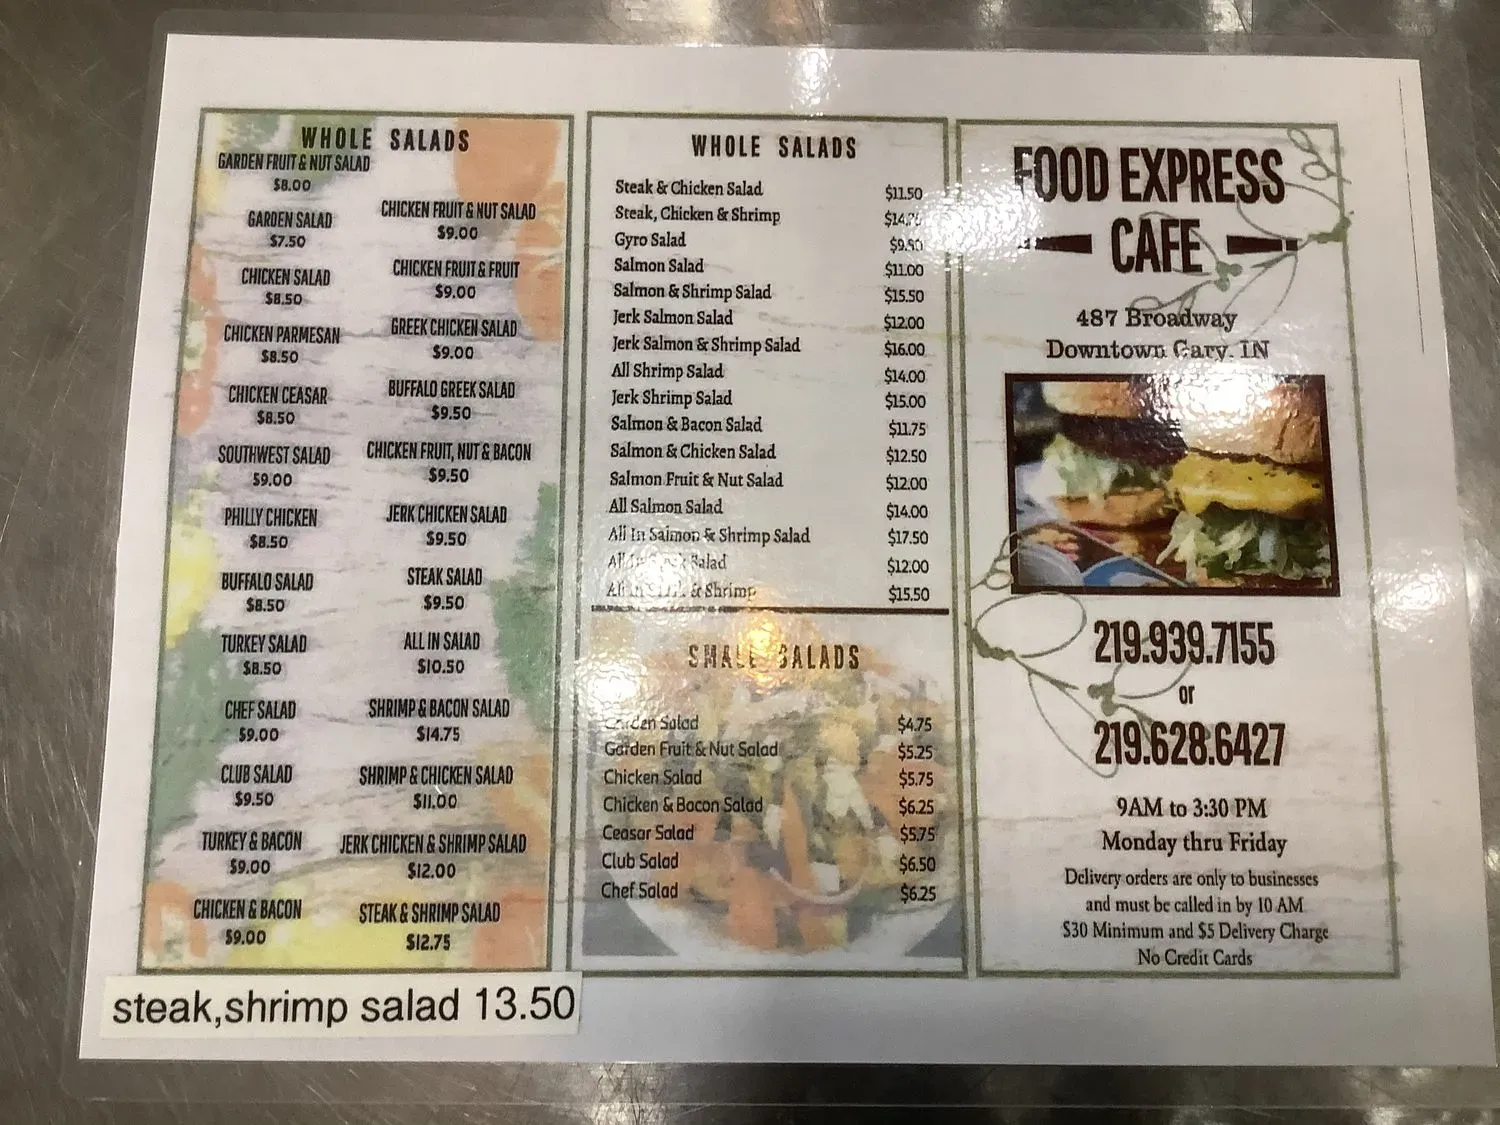 WHOLE SALADS
GARDEN FRUIT & NUT SALAD
$8.00
GARDEN SALAD
$7.50
CHICKEN SALAD
$8.50
CHICKEN PARMESAN
$8.50
CHICKEN CEASAR
$8.50
SOUTHWEST SALAD
$9.00
PHILLY CHICKEN
$8.50
BUFFALO SALAD
$8.50
TURKEY SALAD
$8.50
CHEF SALAD
$9.00
CLUB SALAD
$9.50
TURKEY & BACON
$9.00
CHICKEN & BACON
$9.00
CHICKEN FRUIT & NUT SALAD
$9.00
CHICKEN FRUIT & FRUIT
$9.00
GREEK CHICKEN SALAD
$9.00
BUFFALO GREEK SALAD
$9.50
CHICKEN FRUIT, NUT & BACON
$9.50
JERK CHICKEN SALAD
$9.50
STEAK SALAD
$9.50
ALL IN SALAD
$10.50
SHRIMP & BACON SALAD
$14.75
SHRIMP & CHICKEN SALAD
$11.00
JERK CHICKEN & SHRIMP SALAD
$12.00
STEAK & SHRIMP SALAD
$12.75
steak,shrimp salad 13.50
WHOLE SALADS
Steak & Chicken Salad $11.50
Steak, Chicken & Shrimp
Gyro Salad $9.50
Salmon Salad $11.00
Salmon & Shrimp Salad $15.50
Jerk Salmon Salad $12.00
Jerk Salmon & Shrimp Salad $16.00
All Shrimp Salad $14.00
Jerk Shrimp Salad $15.00
Salmon & Bacon Salad $11.75
Salmon & Chicken Salad $12.50
Salmon Fruit & Nut Salad $12.00
All Salmon Salad $14.00
All In Salmon & Shrimp Salad $17.50
All In Steak Salad $12.00
All In Steak & Shrimp $15.50
SMALL SALADS
Garden Salad $4.75
Garden Fruit & Nut Salad $5.25
Chicken Salad $5.75
Chicken & Bacon Salad $6.25
Ceasar Salad $5.75
Club Salad $6.50
Chef Salad $6.25
FOOD EXPRESS
CAFE
487 Broadway
Downtown Gary, IN
219.939.7155
or
219.628.6427
9AM to 3:30 PM
Monday thru Friday
Delivery orders are only to businesses
and must be called in by 10 AM
$30 Minimum and $5 Delivery Charge
No Credit Cards